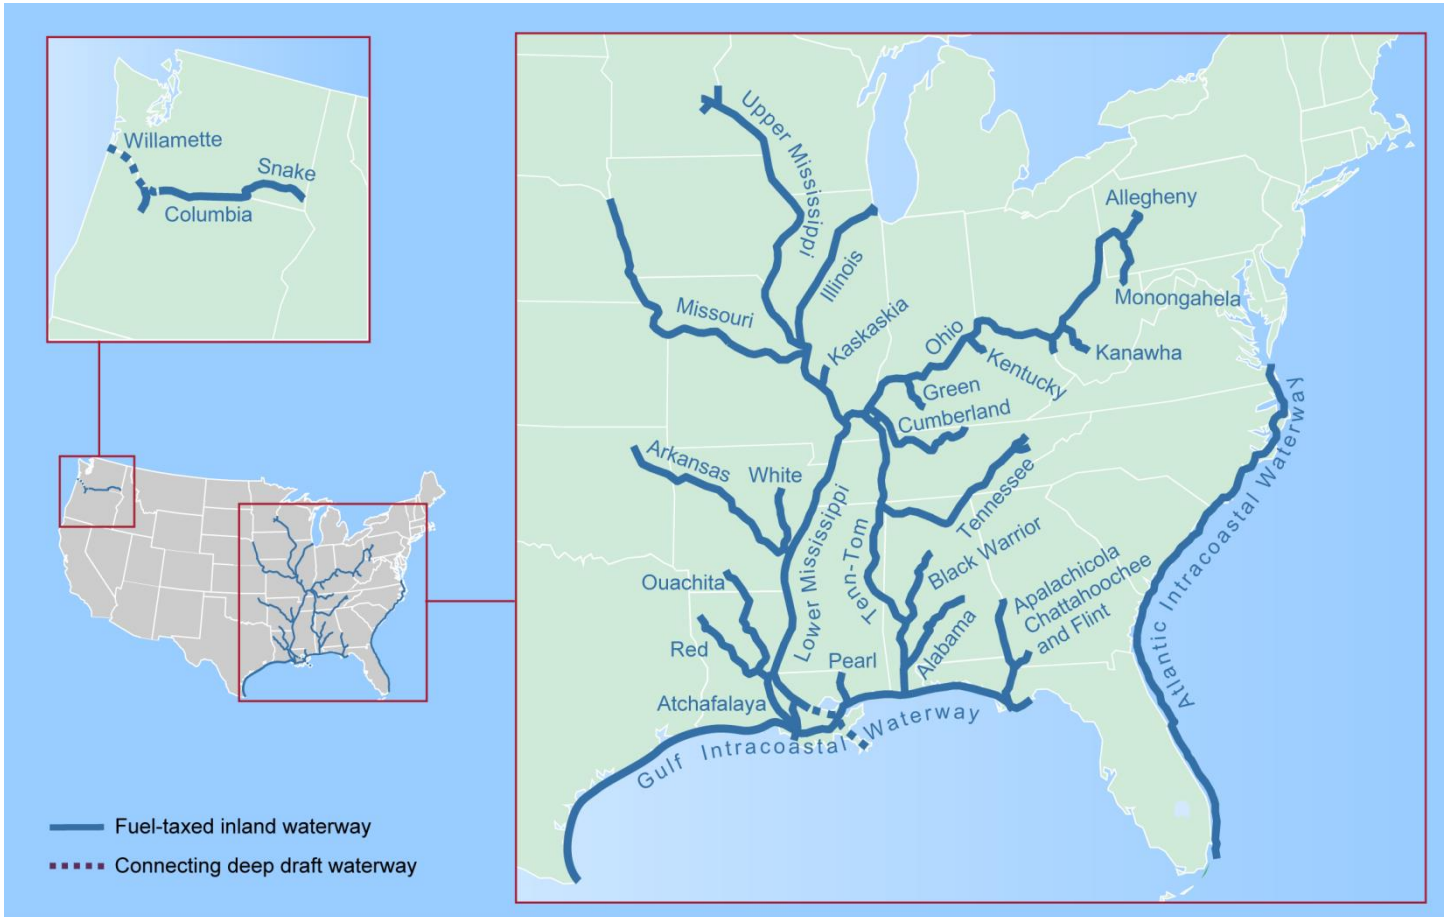 Willamette
Snake
Columbia
Upper Mississippi
Allegheny
Illinois
Monongahela
Missouri
Kaskaskia
Ohio
Kanawha
Kentucky
Green
Cumberland
Arkansas
White
Tennessee
Lower Mississippi
Tenn-Tom
Black Warrior
Apalachicola
Chattahoochee
and Flint
Ouachita
Red
Alabama
Pearl
Atchafalaya
Atlantic Intracoastal Waterway
Gulf Intracoastal Waterway
Fuel-taxed inland waterway
Connecting deep draft waterway